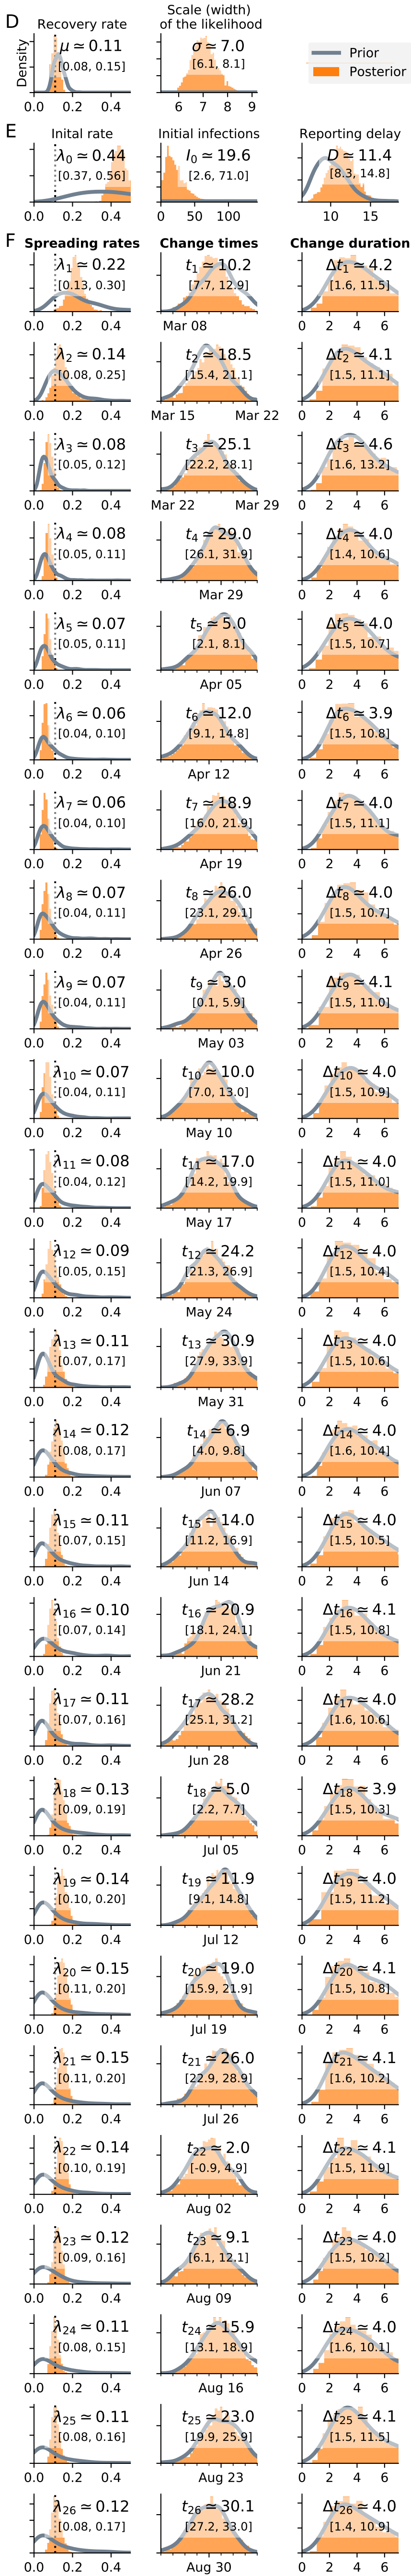 D
Recovery rate
Scale (width)
of the likelihood
Density
μ≃0.11
[0.08, 0.15]
0.0 0.2 0.4
σ≃7.0
[6.1, 8.1]
6 7 8 9
Prior
Posterior
E
Inital rate
λ0≃0.44
[0.37, 0.56]
0.0 0.2 0.4
Initial infections
I0≃19.6
[2.6, 71.0]
0 50 100
Reporting delay
D≃11.4
[8.3, 14.8]
10 15
F
Spreading rates Change times Change duration
λ1≃0.22 t1≃10.2 Δt1≃4.2
[0.13, 0.30] [7.7, 12.9] [1.6, 11.5]
0.0 0.2 0.4 Mar 08 0 2 4 6
λ2≃0.14 t2≃18.5 Δt2≃4.1
[0.08, 0.25] [15.4, 21.1] [1.5, 11.1]
0.0 0.2 0.4 Mar 15 Mar 22 0 2 4 6
λ3≃0.08 t3≃25.1 Δt3≃4.6
[0.05, 0.12] [22.2, 28.1] [1.6, 13.2]
0.0 0.2 0.4 Mar 22 Mar 29 0 2 4 6
λ4≃0.08 t4≃29.0 Δt4≃4.0
[0.05, 0.11] [26.1, 31.9] [1.4, 10.6]
0.0 0.2 0.4 Mar 29 0 2 4 6
λ5≃0.07 t5≃5.0 Δt5≃4.0
[0.05, 0.11] [2.1, 8.1] [1.5, 10.7]
0.0 0.2 0.4 Apr 05 0 2 4 6
λ6≃0.06 t6≃12.0 Δt6≃3.9
[0.04, 0.10] [9.1, 14.8] [1.5, 10.8]
0.0 0.2 0.4 Apr 12 0 2 4 6
λ7≃0.06 t7≃18.9 Δt7≃4.0
[0.04, 0.10] [16.0, 21.9] [1.5, 11.1]
0.0 0.2 0.4 Apr 19 0 2 4 6
λ8≃0.07 t8≃26.0 Δt8≃4.0
[0.04, 0.11] [23.1, 29.1] [1.5, 10.7]
0.0 0.2 0.4 Apr 26 0 2 4 6
λ9≃0.07 t9≃3.0 Δt9≃4.1
[0.04, 0.11] [0.1, 5.9] [1.5, 11.0]
0.0 0.2 0.4 May 03 0 2 4 6
λ10≃0.07 t10≃10.0 Δt10≃4.0
[0.04, 0.11] [7.0, 13.0] [1.5, 10.9]
0.0 0.2 0.4 May 10 0 2 4 6
λ11≃0.08 t11≃17.0 Δt11≃4.0
[0.04, 0.12] [14.2, 19.9] [1.5, 11.0]
0.0 0.2 0.4 May 17 0 2 4 6
λ12≃0.09 t12≃24.2 Δt12≃4.0
[0.05, 0.15] [21.3, 26.9] [1.5, 10.4]
0.0 0.2 0.4 May 24 0 2 4 6
λ13≃0.11 t13≃30.9 Δt13≃4.0
[0.07, 0.17] [27.9, 33.9] [1.5, 10.6]
0.0 0.2 0.4 May 31 0 2 4 6
λ14≃0.12 t14≃6.9 Δt14≃4.0
[0.08, 0.17] [4.0, 9.8] [1.6, 10.4]
0.0 0.2 0.4 Jun 07 0 2 4 6
λ15≃0.11 t15≃14.0 Δt15≃4.0
[0.07, 0.15] [11.2, 16.9] [1.5, 10.5]
0.0 0.2 0.4 Jun 14 0 2 4 6
λ16≃0.10 t16≃20.9 Δt16≃4.1
[0.07, 0.14] [18.1, 24.1] [1.5, 10.8]
0.0 0.2 0.4 Jun 21 0 2 4 6
λ17≃0.11 t17≃28.2 Δt17≃4.0
[0.07, 0.16] [25.1, 31.2] [1.6, 10.6]
0.0 0.2 0.4 Jun 28 0 2 4 6
λ18≃0.13 t18≃5.0 Δt18≃3.9
[0.09, 0.19] [2.2, 7.7] [1.5, 10.3]
0.0 0.2 0.4 Jul 05 0 2 4 6
λ19≃0.14 t19≃11.9 Δt19≃4.0
[0.10, 0.20] [9.1, 14.8] [1.5, 11.2]
0.0 0.2 0.4 Jul 12 0 2 4 6
λ20≃0.15 t20≃19.0 Δt20≃4.1
[0.11, 0.20] [15.9, 21.9] [1.5, 10.8]
0.0 0.2 0.4 Jul 19 0 2 4 6
λ21≃0.15 t21≃26.0 Δt21≃4.1
[0.11, 0.20] [22.9, 28.9] [1.6, 10.2]
0.0 0.2 0.4 Jul 26 0 2 4 6
λ22≃0.14 t22≃2.0 Δt22≃4.1
[0.10, 0.19] [-0.9, 4.9] [1.5, 11.9]
0.0 0.2 0.4 Aug 02 0 2 4 6
λ23≃0.12 t23≃9.1 Δt23≃4.0
[0.09, 0.16] [6.1, 12.1] [1.5, 10.2]
0.0 0.2 0.4 Aug 09 0 2 4 6
λ24≃0.11 t24≃15.9 Δt24≃4.0
[0.08, 0.15] [13.1, 18.9] [1.6, 10.1]
0.0 0.2 0.4 Aug 16 0 2 4 6
λ25≃0.11 t25≃23.0 Δt25≃4.1
[0.08, 0.16] [19.9, 25.9] [1.5, 11.5]
0.0 0.2 0.4 Aug 23 0 2 4 6
λ26≃0.12 t26≃30.1 Δt26≃4.0
[0.08, 0.17] [27.2, 33.0] [1.4, 10.9]
0.0 0.2 0.4 Aug 30 0 2 4 6